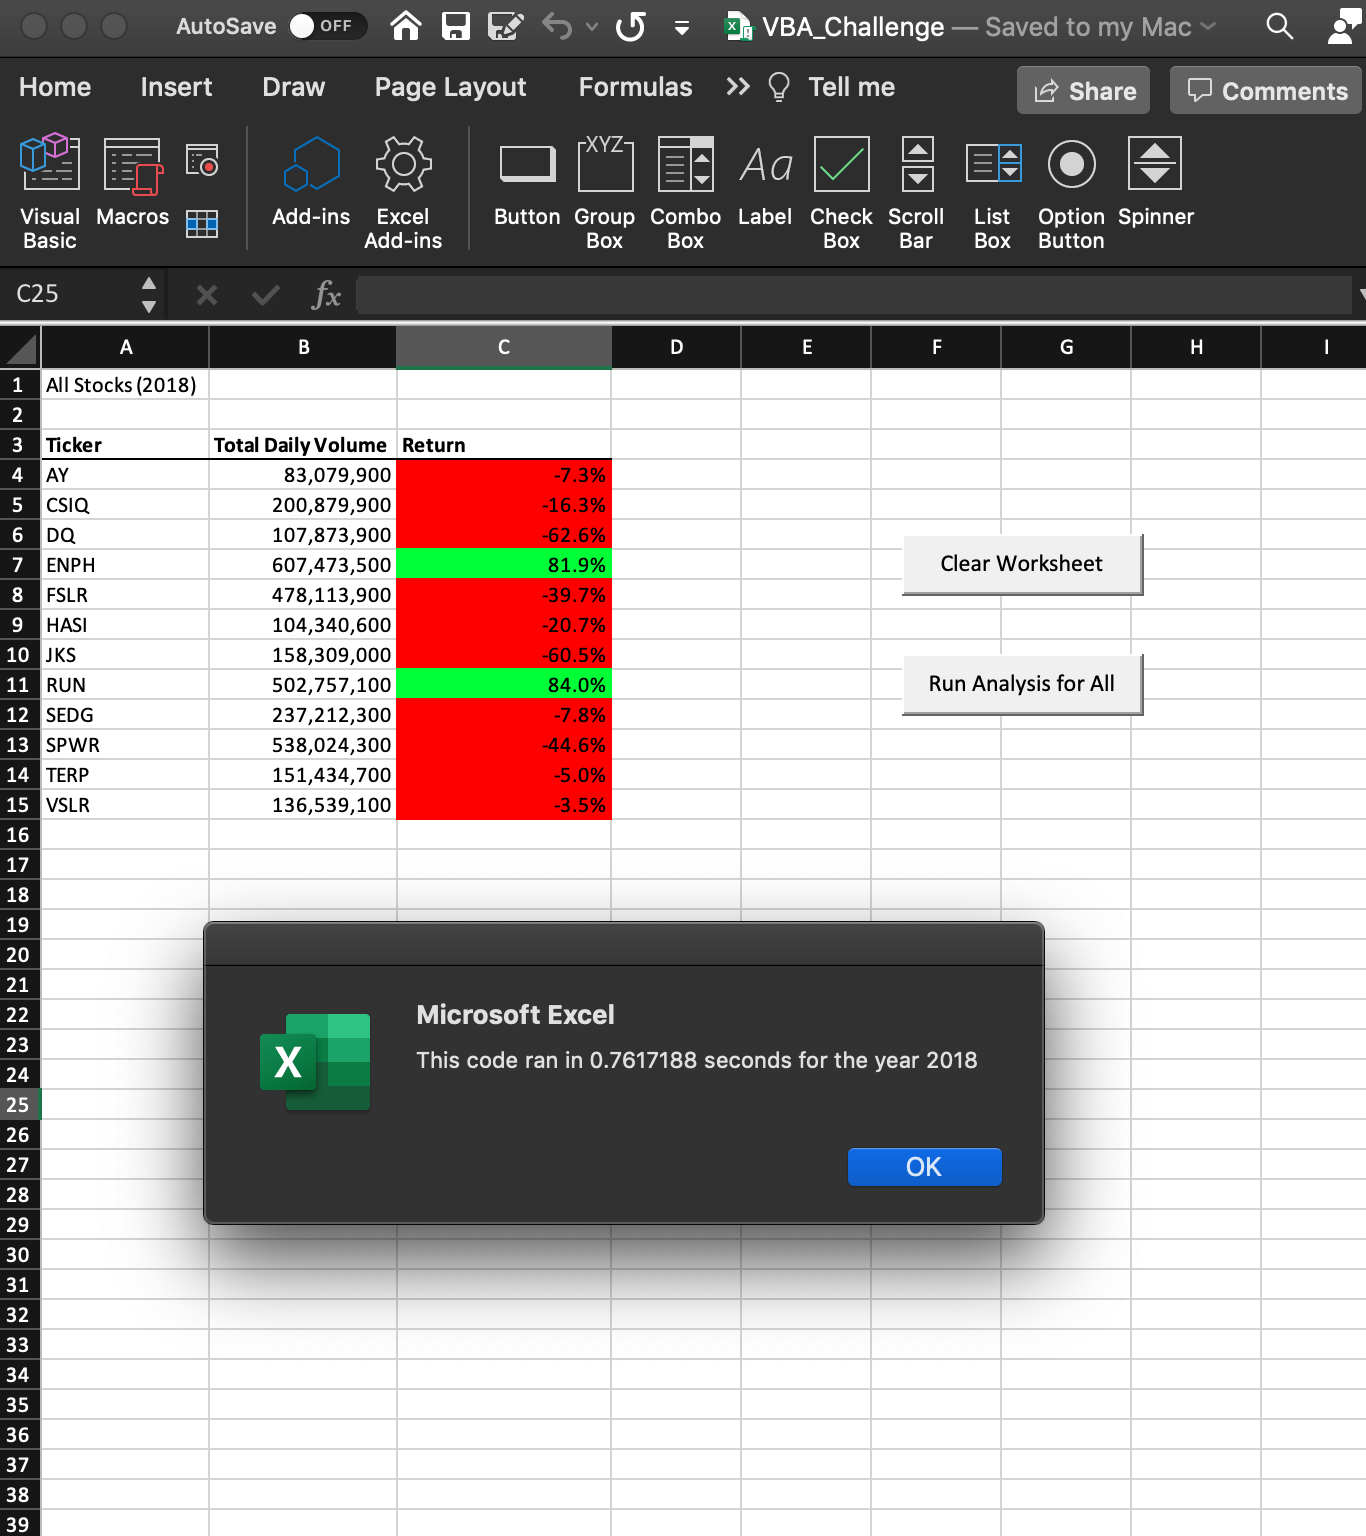 AutoSave OFF VBA_Challenge — Saved to my Mac
Home Insert Draw Page Layout Formulas Tell me Share Comments
XYZ Aa
Visual Basic Macros Add-ins Excel Add-ins Button Group Box Combo Box Label Check Box Scroll Bar List Box Option Button Spinner
C25 fx
A B C D E F G H I
1 All Stocks (2018)
2
3 Ticker Total Daily Volume Return
4 AY 83,079,900 -7.3%
5 CSIQ 200,879,900 -16.3%
6 DQ 107,873,900 -62.6%
7 ENPH 607,473,500 81.9% Clear Worksheet
8 FSLR 478,113,900 -39.7%
9 HASI 104,340,600 -20.7%
10 JKS 158,309,000 -60.5%
11 RUN 502,757,100 84.0% Run Analysis for All
12 SEDG 237,212,300 -7.8%
13 SPWR 538,024,300 -44.6%
14 TERP 151,434,700 -5.0%
15 VSLR 136,539,100 -3.5%
16
17
18
19
20
21
22 Microsoft Excel
23 X This code ran in 0.7617188 seconds for the year 2018
24
25
26
27 OK
28
29
30
31
32
33
34
35
36
37
38
39